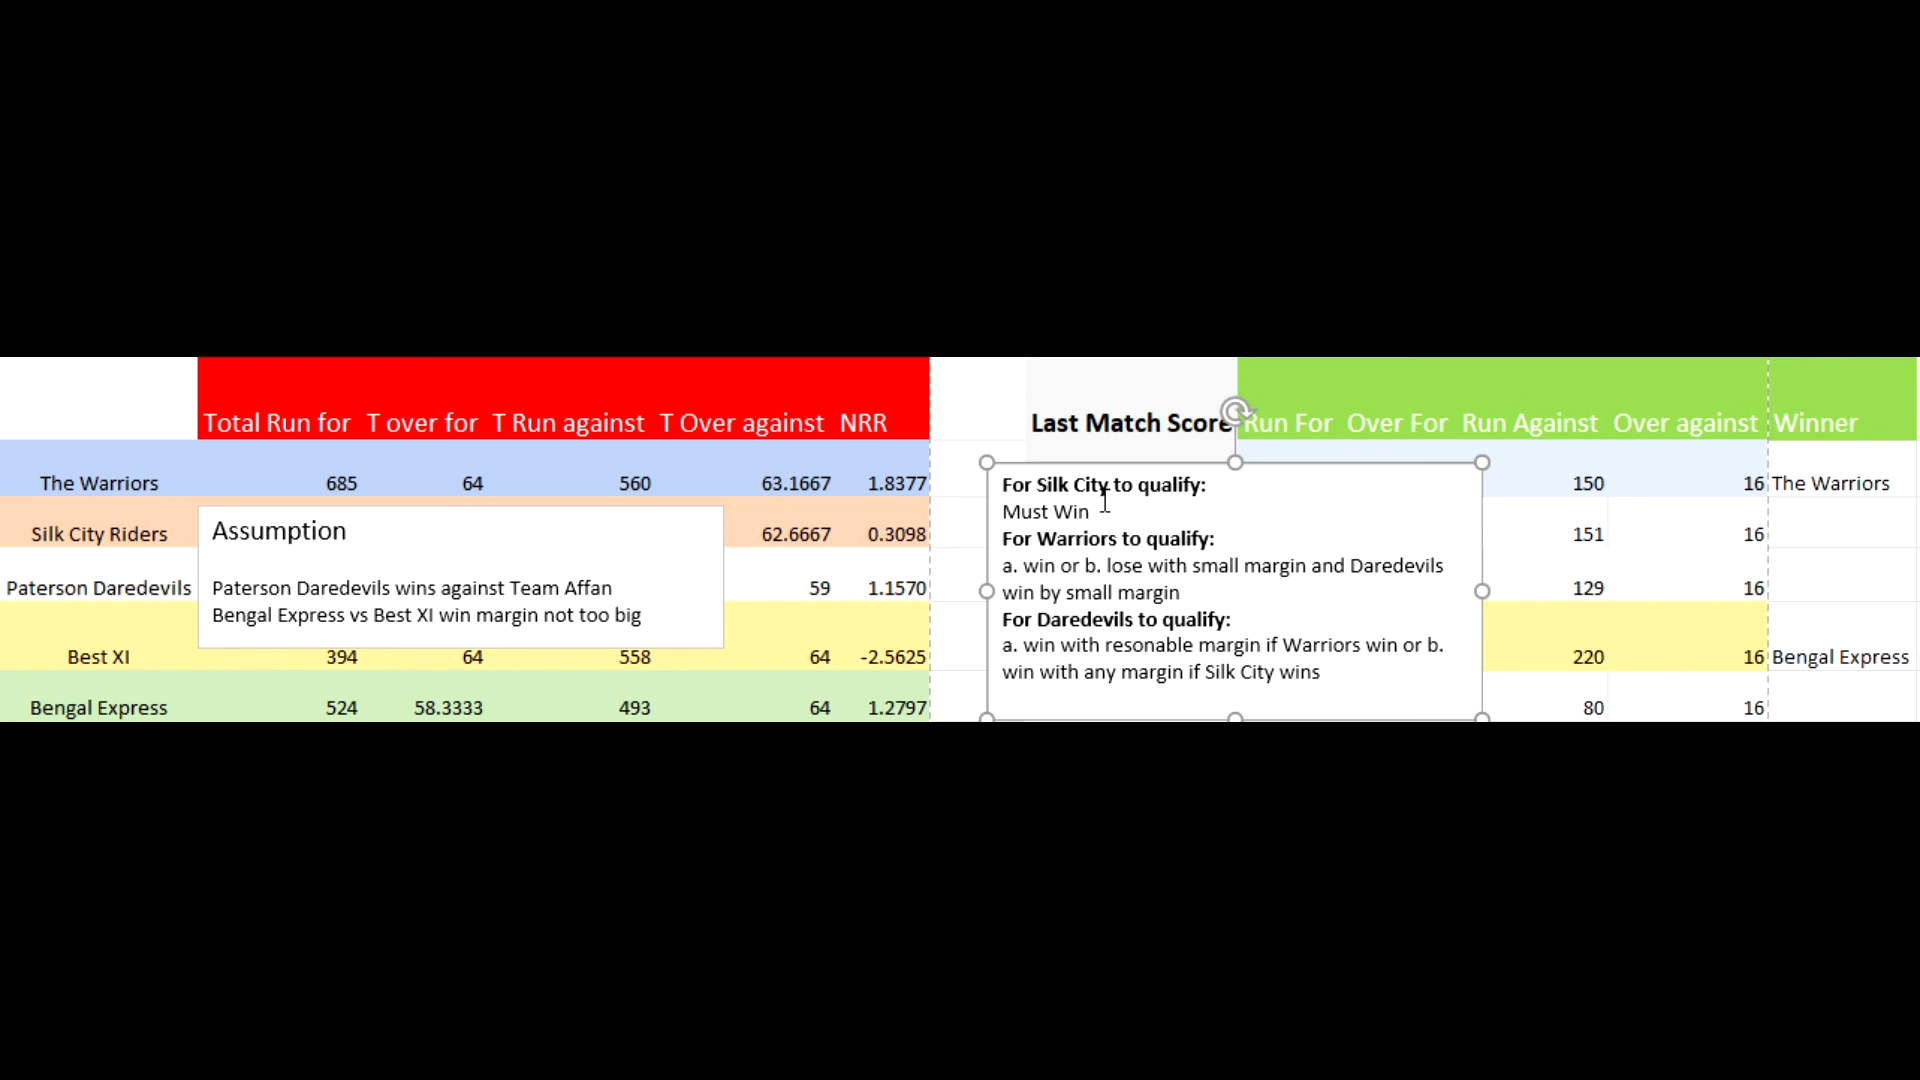 Total Run for T over for T Run against T Over against NRR Last Match Score Run For Over For Run Against Over against Winner
The Warriors 685 64 560 63.1667 1.8377 150 16 The Warriors
Silk City Riders 62.6667 0.3098 151 16
Paterson Daredevils 59 1.1570 129 16
Best XI 394 64 558 64 -2.5625 220 16 Bengal Express
Bengal Express 524 58.3333 493 64 1.2797 80 16
Assumption
Paterson Daredevils wins against Team Affan
Bengal Express vs Best XI win margin not too big
For Silk City to qualify:
Must Win
For Warriors to qualify:
a. win or b. lose with small margin and Daredevils
win by small margin
For Daredevils to qualify:
a. win with resonable margin if Warriors win or b.
win with any margin if Silk City wins